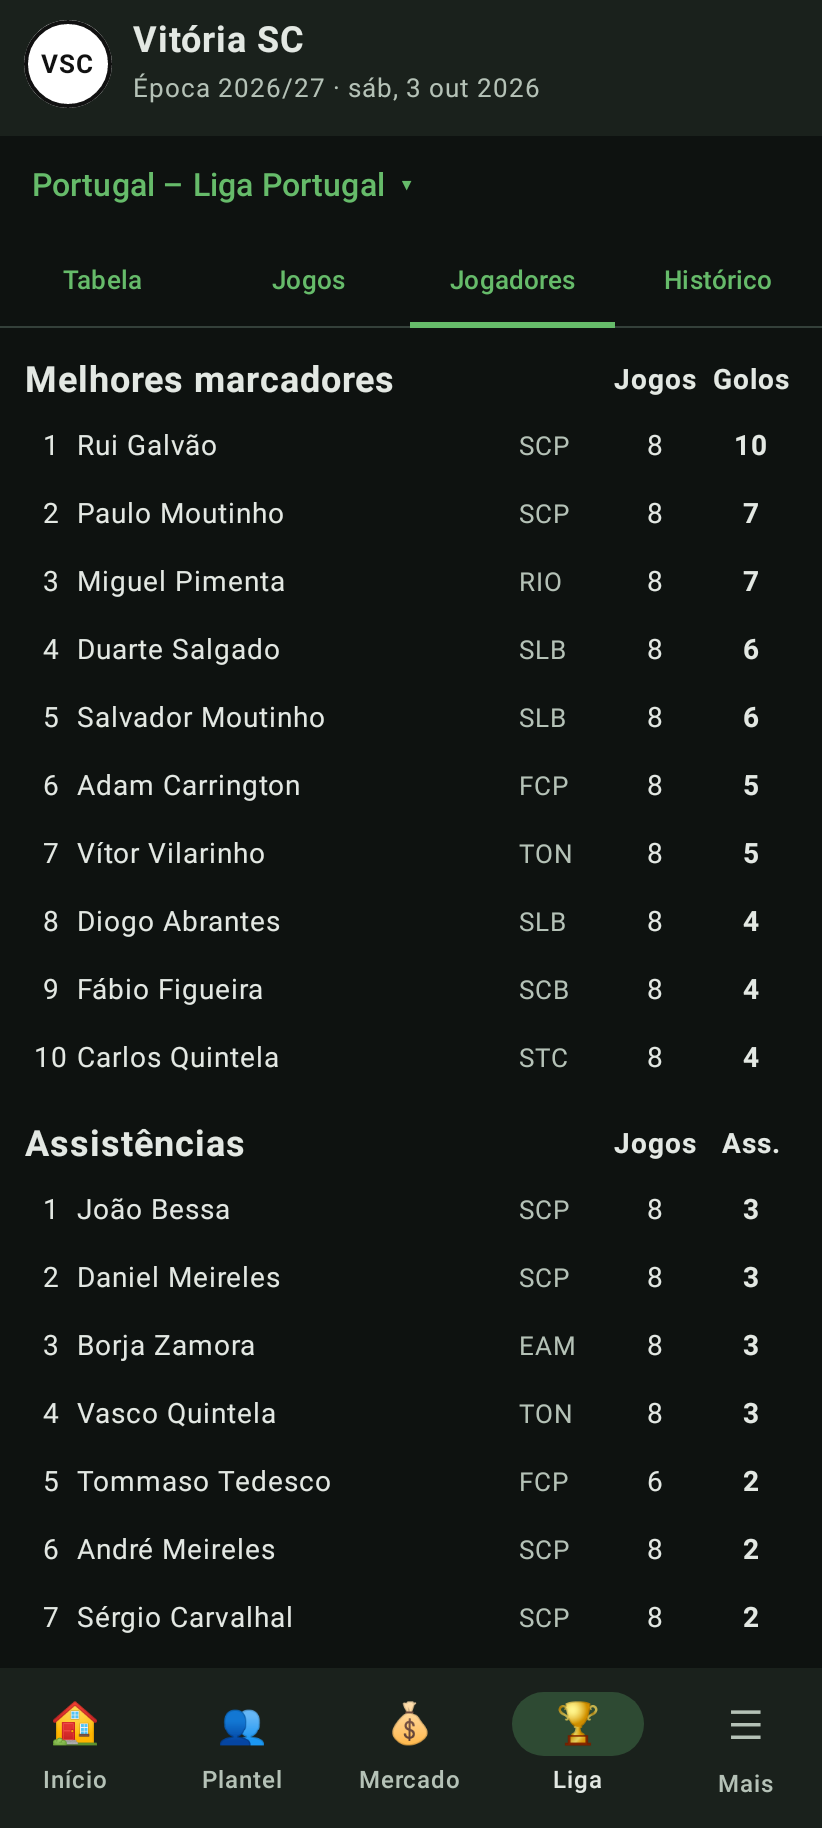 VSC
Vitória SC
Época 2026/27 · sáb, 3 out 2026
Portugal – Liga Portugal ▼
Tabela Jogos Jogadores Histórico
Melhores marcadores Jogos Golos
1 Rui Galvão SCP 8 10
2 Paulo Moutinho SCP 8 7
3 Miguel Pimenta RIO 8 7
4 Duarte Salgado SLB 8 6
5 Salvador Moutinho SLB 8 6
6 Adam Carrington FCP 8 5
7 Vítor Vilarinho TON 8 5
8 Diogo Abrantes SLB 8 4
9 Fábio Figueira SCB 8 4
10 Carlos Quintela STC 8 4
Assistências Jogos Ass.
1 João Bessa SCP 8 3
2 Daniel Meireles SCP 8 3
3 Borja Zamora EAM 8 3
4 Vasco Quintela TON 8 3
5 Tommaso Tedesco FCP 6 2
6 André Meireles SCP 8 2
7 Sérgio Carvalhal SCP 8 2
Início Plantel Mercado Liga Mais